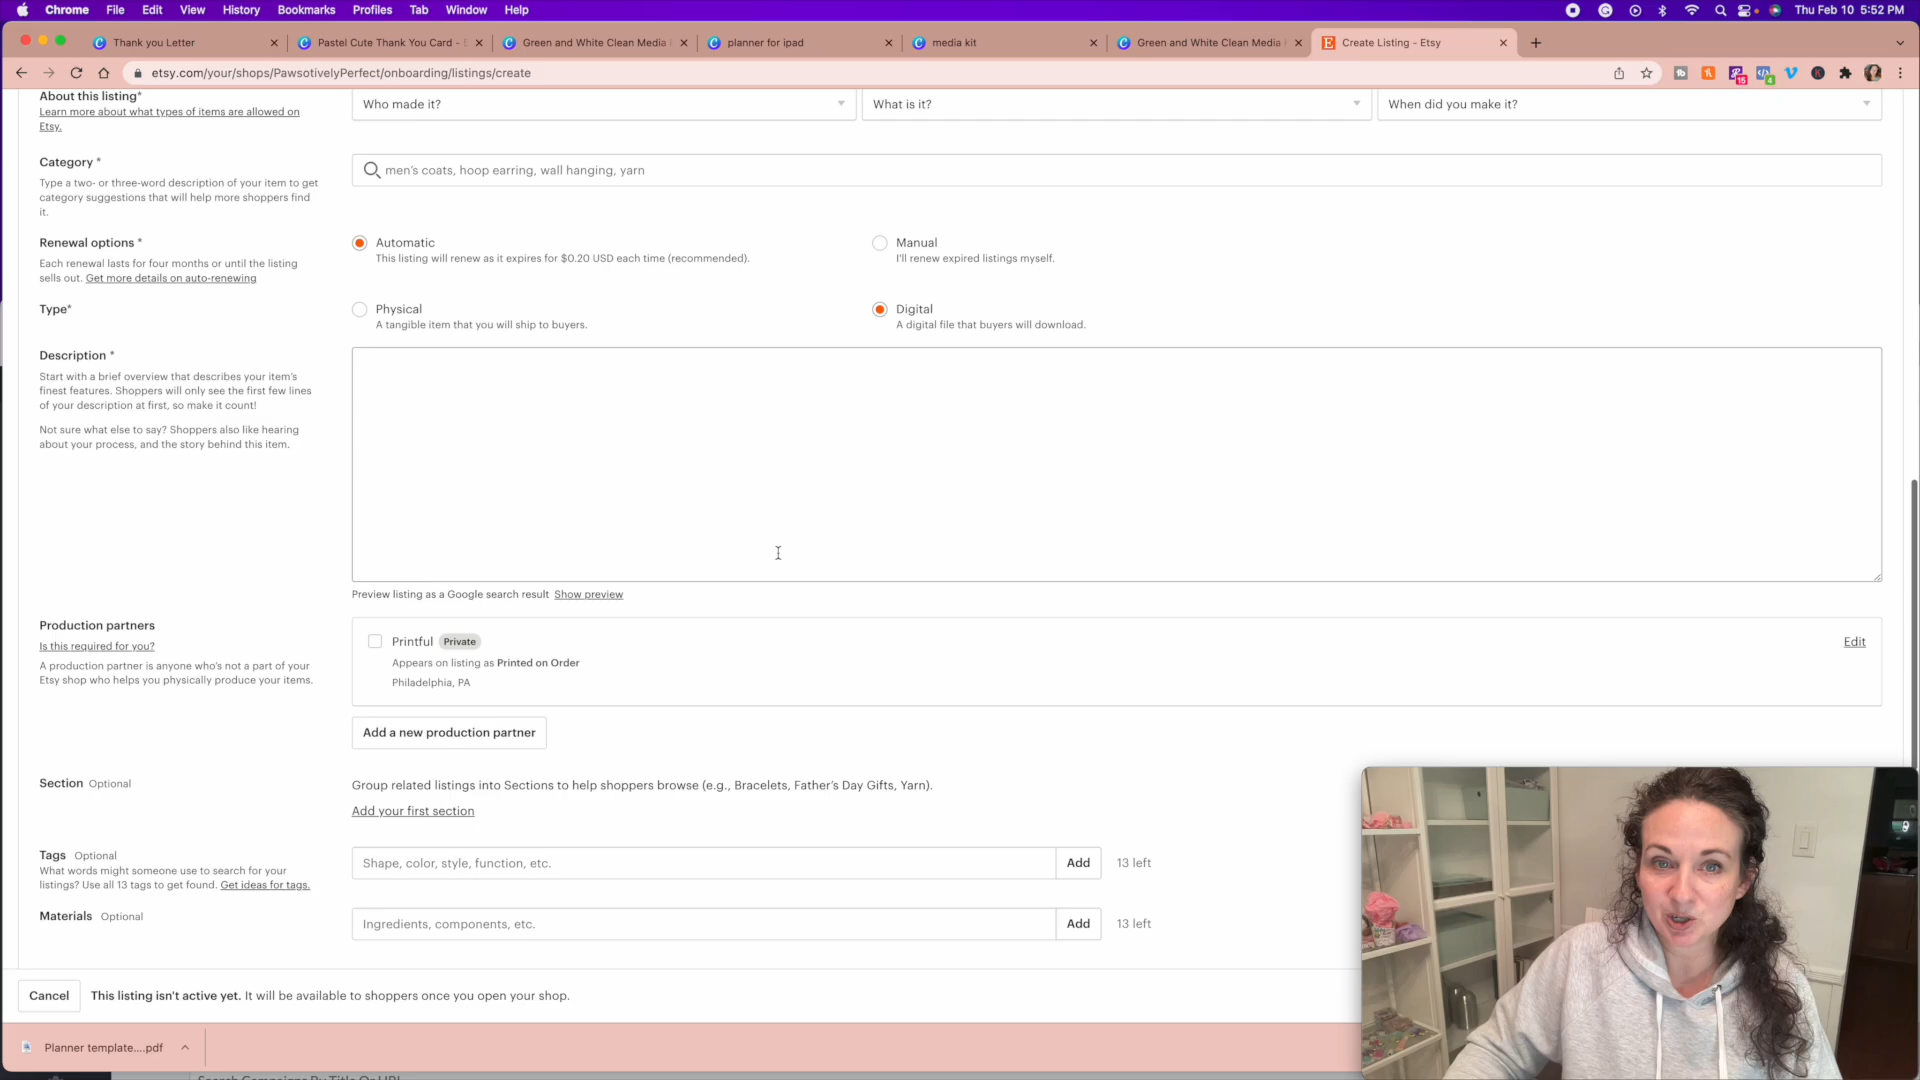 Chrome File Edit View History Bookmarks Profiles Tab Window Help Thu Feb 10 5:52 PM
Thank you Letter Pastel Cute Thank You Card - Green and White Clean Media planner for ipad media kit Green and White Clean Media Create Listing - Etsy
etsy.com/your/shops/PawsotivelyPerfect/onboarding/listings/create
15 4
About this listing*
Learn more about what types of items are allowed on
Etsy.
Who made it? What is it? When did you make it?
Category *
Type a two- or three-word description of your item to get
category suggestions that will help more shoppers find
it.
men's coats, hoop earring, wall hanging, yarn
Renewal options *
Each renewal lasts for four months or until the listing
sells out. Get more details on auto-renewing
Automatic
This listing will renew as it expires for $0.20 USD each time (recommended).
Manual
I'll renew expired listings myself.
Type*
Physical
A tangible item that you will ship to buyers.
Digital
A digital file that buyers will download.
Description *
Start with a brief overview that describes your item's
finest features. Shoppers will only see the first few lines
of your description at first, so make it count!
Not sure what else to say? Shoppers also like hearing
about your process, and the story behind this item.
Preview listing as a Google search result Show preview
Production partners
Is this required for you?
A production partner is anyone who's not a part of your
Etsy shop who helps you physically produce your items.
Printful Private
Appears on listing as Printed on Order
Philadelphia, PA
Edit
Add a new production partner
Section Optional
Group related listings into Sections to help shoppers browse (e.g., Bracelets, Father's Day Gifts, Yarn).
Add your first section
Tags Optional
What words might someone use to search for your
listings? Use all 13 tags to get found. Get ideas for tags.
Shape, color, style, function, etc. Add 13 left
Materials Optional
Ingredients, components, etc. Add 13 left
Cancel This listing isn't active yet. It will be available to shoppers once you open your shop.
Planner template....pdf